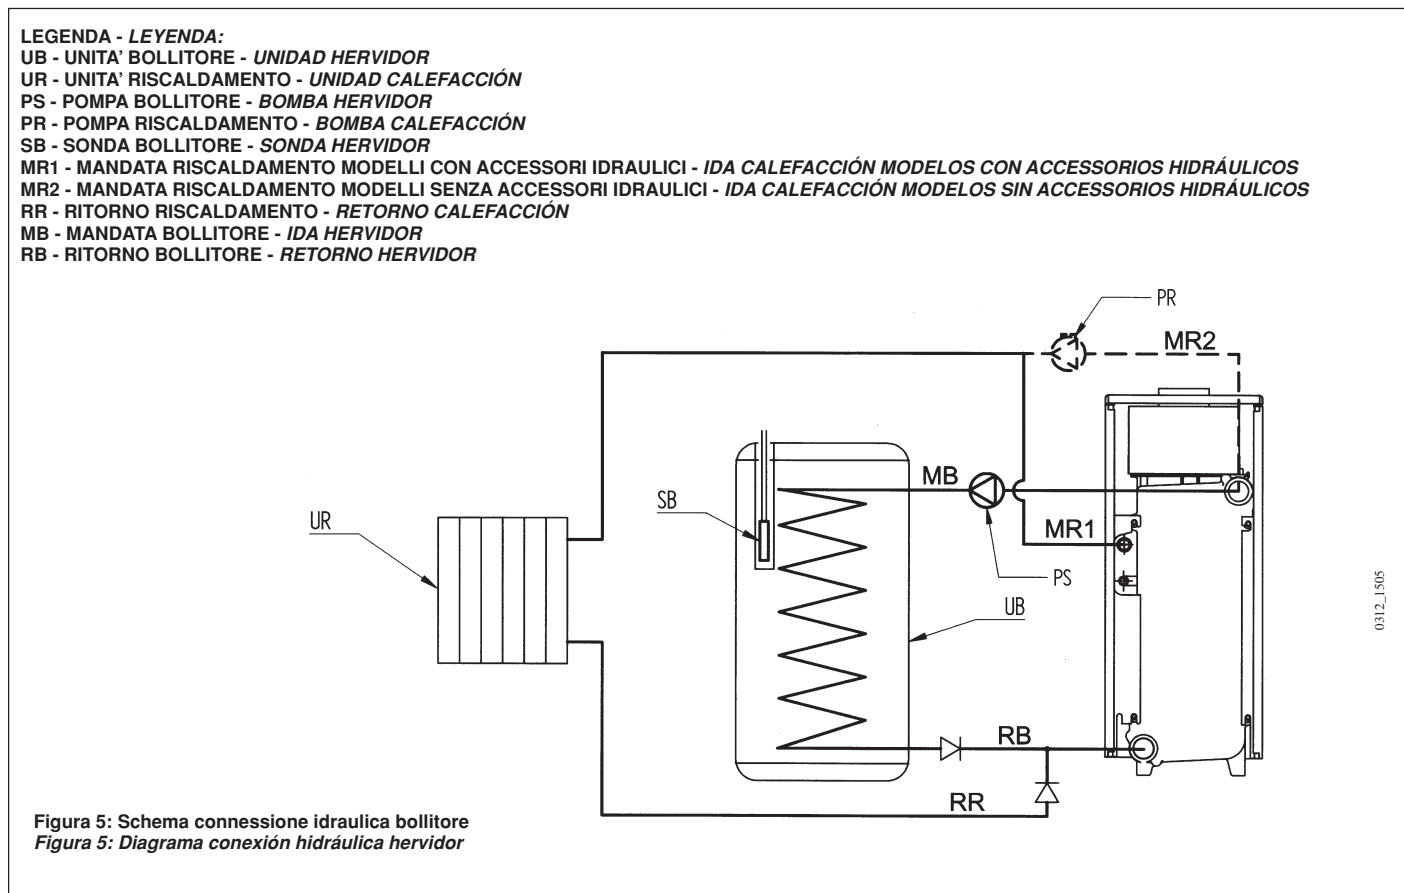 LEGENDA - LEYENDA:
UB - UNITA' BOLLITORE - UNIDAD HERVIDOR
UR - UNITA' RISCALDAMENTO - UNIDAD CALEFACCIÓN
PS - POMPA BOLLITORE - BOMBA HERVIDOR
PR - POMPA RISCALDAMENTO - BOMBA CALEFACCIÓN
SB - SONDA BOLLITORE - SONDA HERVIDOR
MR1 - MANDATA RISCALDAMENTO MODELLI CON ACCESSORI IDRAULICI - IDA CALEFACCIÓN MODELOS CON ACCESSORIOS HIDRÁULICOS
MR2 - MANDATA RISCALDAMENTO MODELLI SENZA ACCESSORI IDRAULICI - IDA CALEFACCIÓN MODELOS SIN ACCESSORIOS HIDRÁULICOS
RR - RITORNO RISCALDAMENTO - RETORNO CALEFACCIÓN
MB - MANDATA BOLLITORE - IDA HERVIDOR
RB - RITORNO BOLLITORE - RETORNO HERVIDOR
PR
MR2
MB
SB
UR
MR1
PS
UB
0312_1505
RB
RR
Figura 5: Schema connessione idraulica bollitore
Figura 5: Diagrama conexión hidráulica hervidor